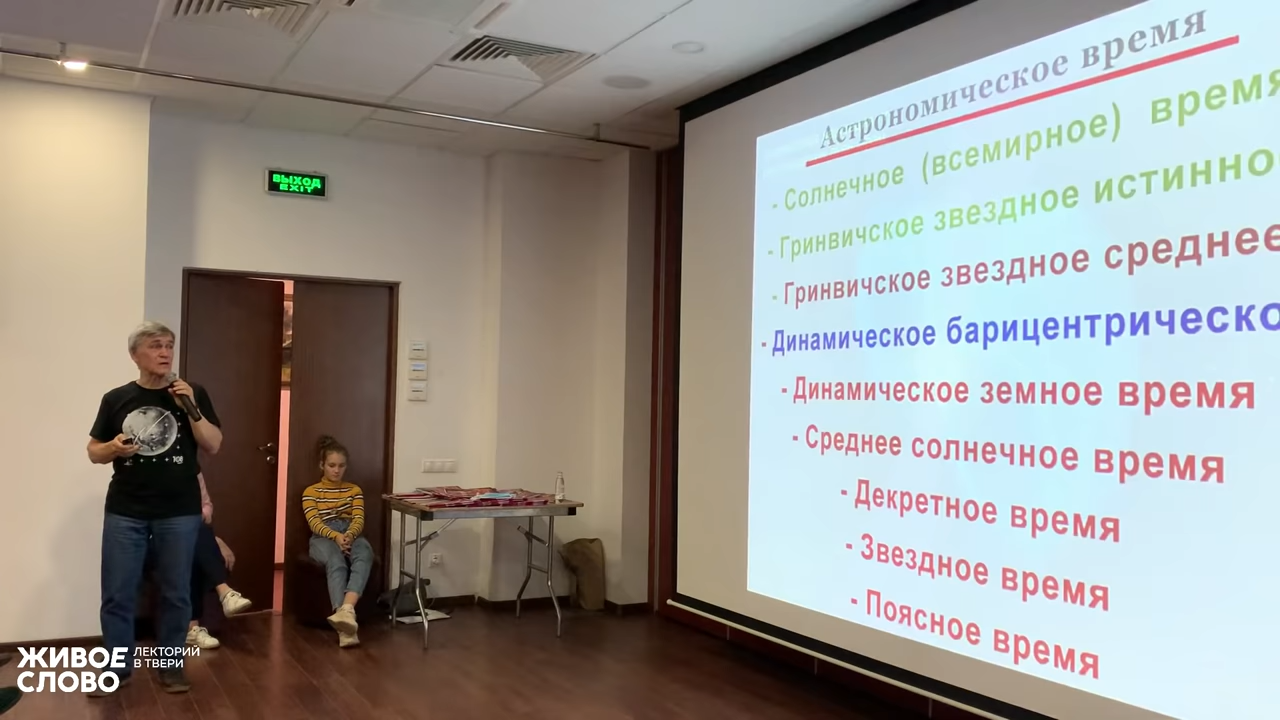 Астрономическое время
- Солнечное (всемирное) время
- Гринвичское звездное истинно
- Гринвичское звездное среднее
- Динамическое барицентрическо
- Динамическое земное время
- Среднее солнечное время
- Декретное время
- Звездное время
- Поясное время
ВЫХОД
EXIT
ЖИВОЕ
СЛОВО
ЛЕКТОРИЙ
В ТВЕРИ